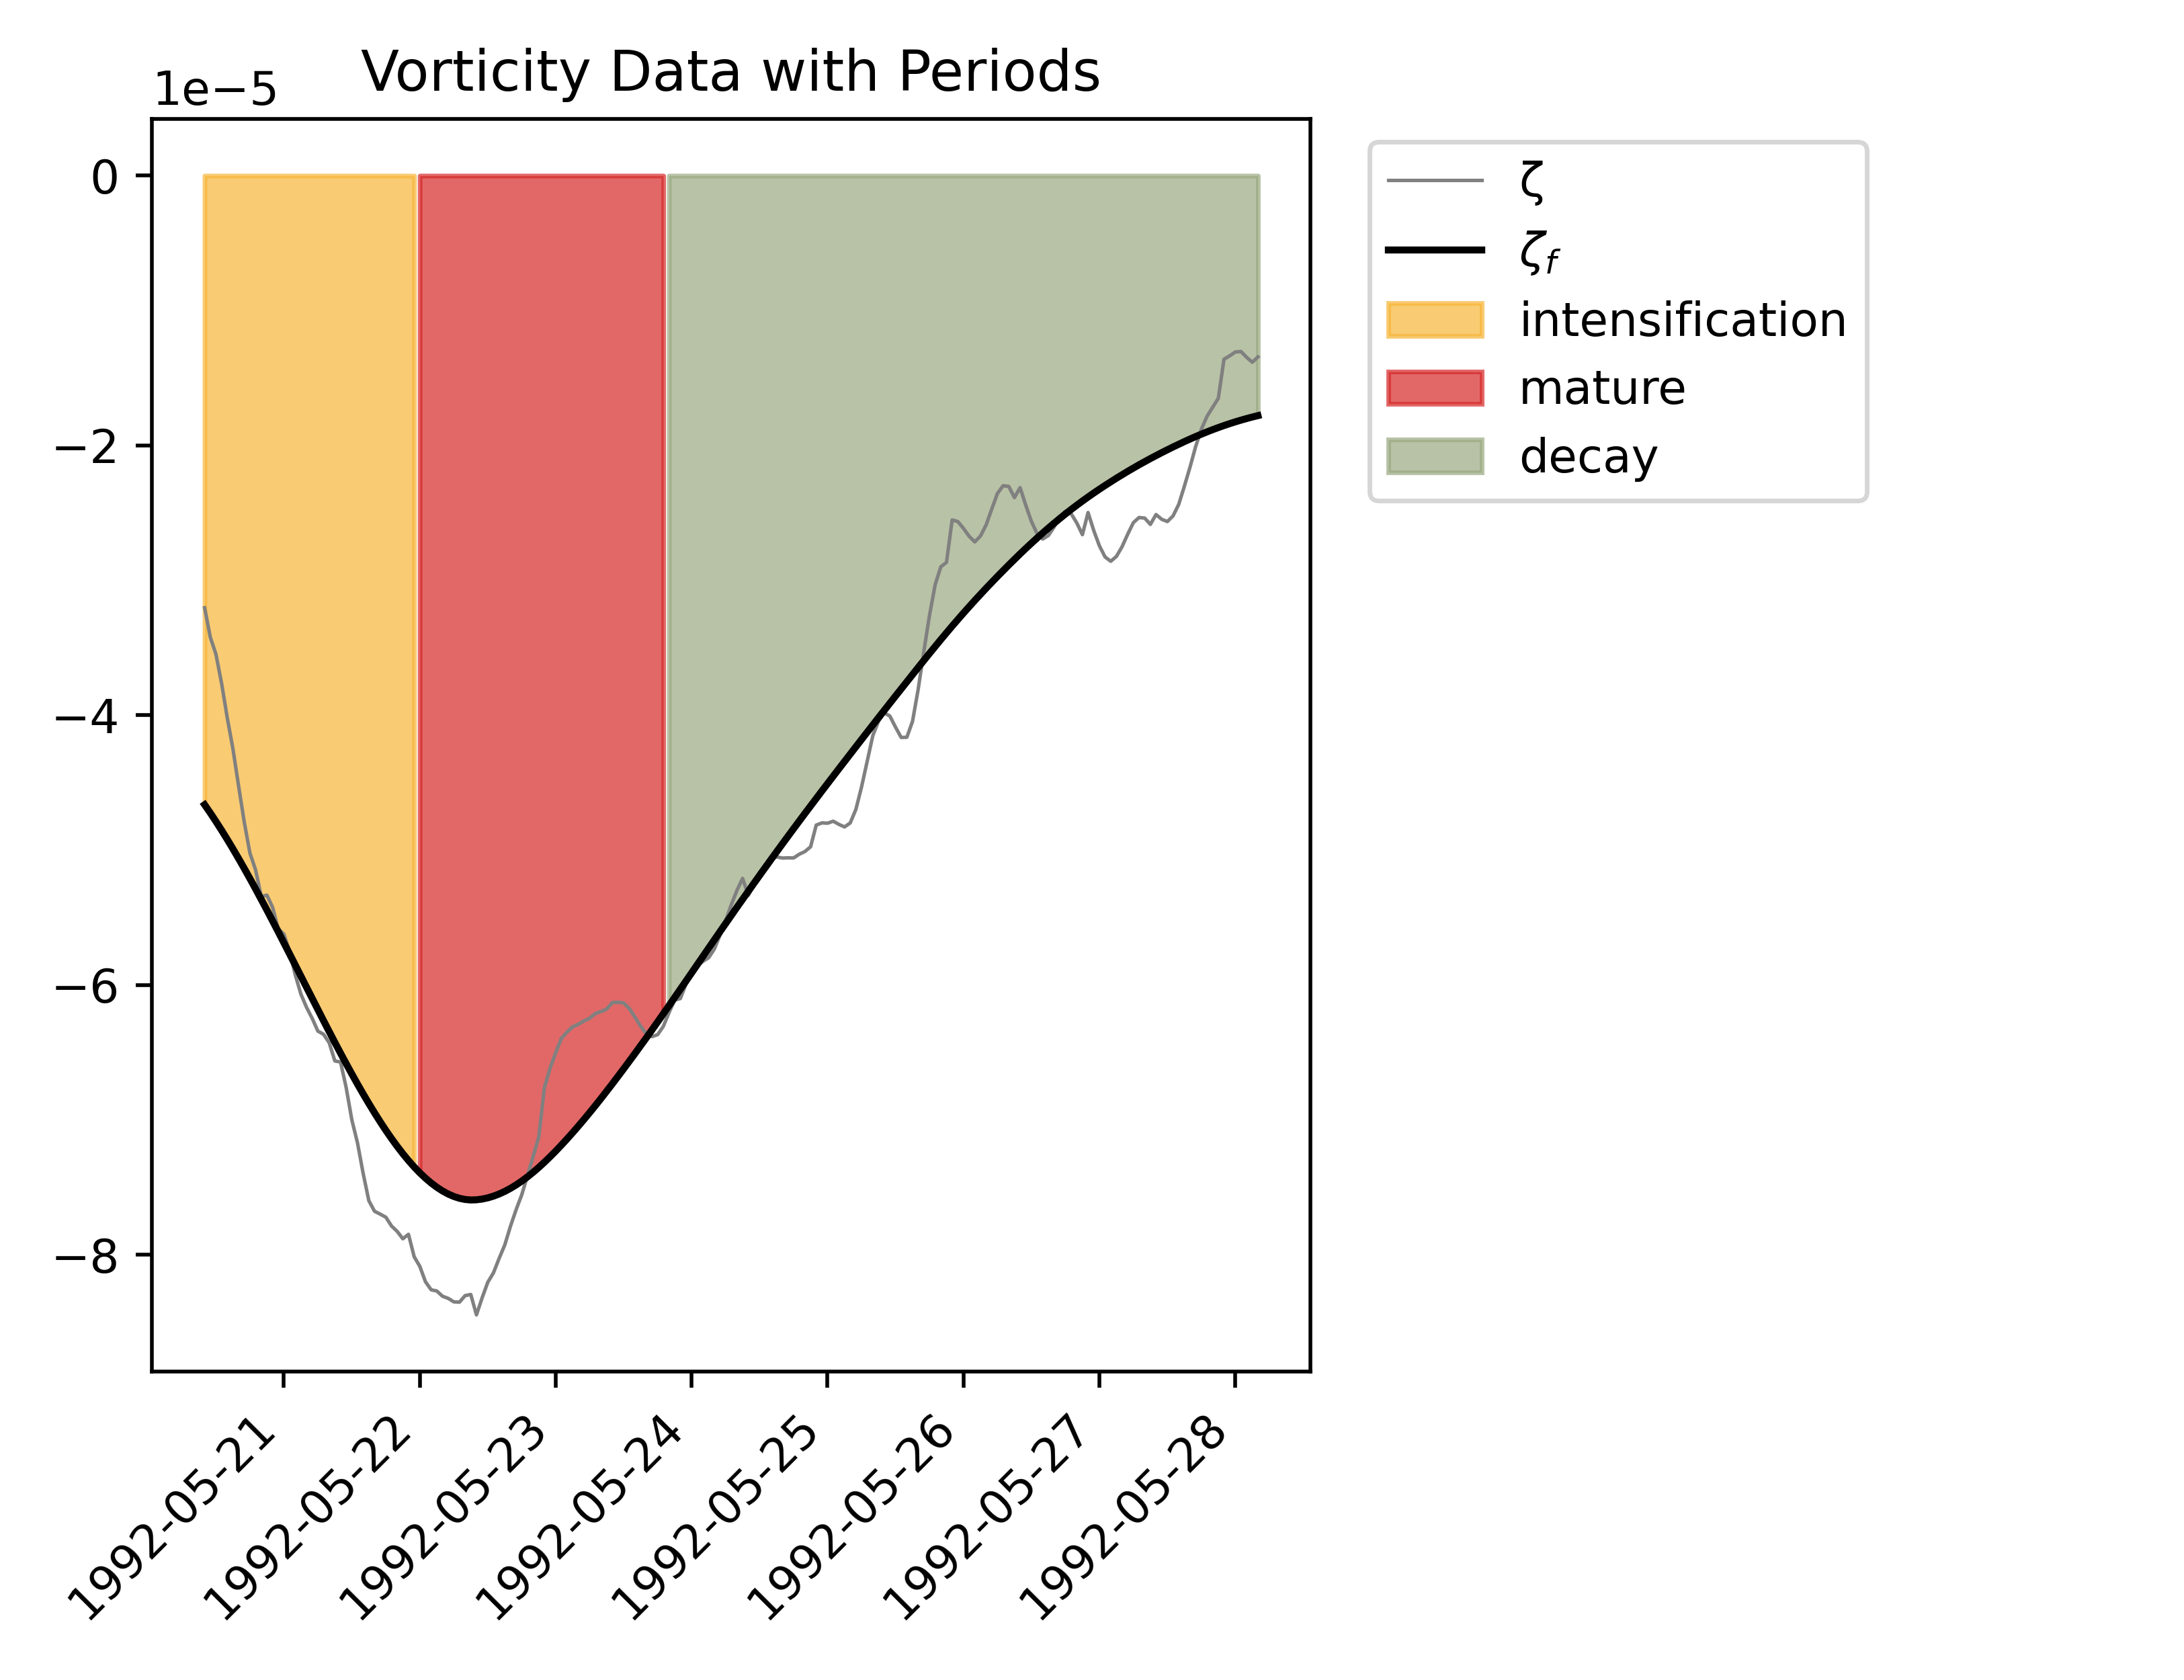 Vorticity Data with Periods
1e−5
0
−2
−4
−6
−8
1992-05-21
1992-05-22
1992-05-23
1992-05-24
1992-05-25
1992-05-26
1992-05-27
1992-05-28
ζ
ζf
intensification
mature
decay